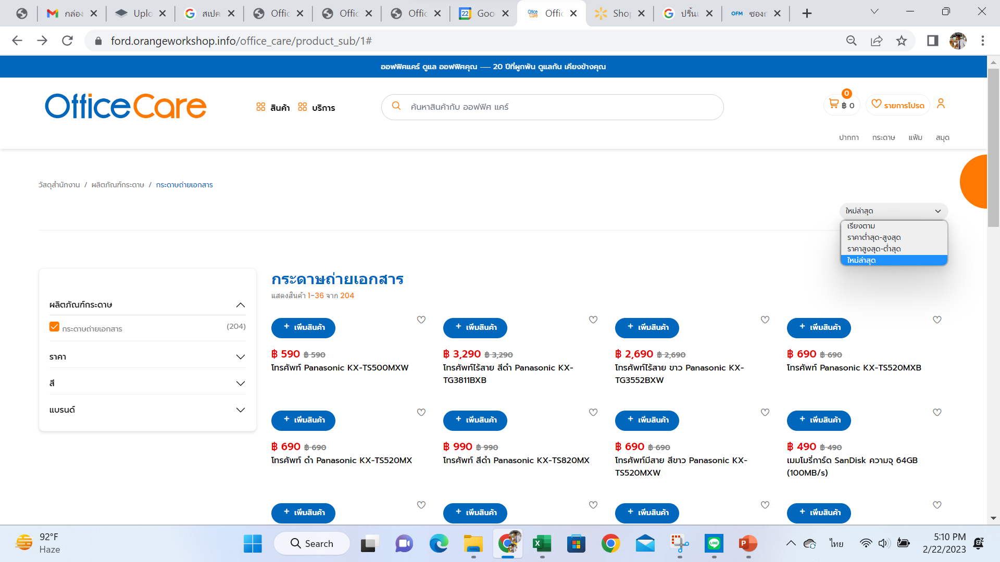 กล่อง
Uplo
สเปค
Offic
Offic
Offic
Goo
Offic
Shop
ปริ้น
OFM ซอง
ford.orangeworkshop.info/office_care/product_sub/1#
ออฟฟิศแคร์ ดูแล ออฟฟิศคุณ ── 20 ปีที่ผูกพัน ดูแลกัน เคียงข้างคุณ
OfficeCare
สินค้า
บริการ
ค้นหาสินค้ากับ ออฟฟิศ แคร์
0
฿ 0
รายการโปรด
ปากกา
กระดาษ
แฟ้ม
สมุด
วัสดุสำนักงาน / ผลิตภัณฑ์กระดาษ / กระดาษถ่ายเอกสาร
ใหม่ล่าสุด
เรียงตาม
ราคาต่ำสุด-สูงสุด
ราคาสูงสุด-ต่ำสุด
ใหม่ล่าสุด
ผลิตภัณฑ์กระดาษ
กระดาษถ่ายเอกสาร (204)
ราคา
สี
แบรนด์
กระดาษถ่ายเอกสาร
แสดงสินค้า 1-36 จาก 204
+ เพิ่มสินค้า
฿ 590 ฿ 590
โทรศัพท์ Panasonic KX-TS500MXW
+ เพิ่มสินค้า
฿ 3,290 ฿ 3,290
โทรศัพท์ไร้สาย สีดำ Panasonic KX-
TG3811BXB
+ เพิ่มสินค้า
฿ 2,690 ฿ 2,690
โทรศัพท์ไร้สาย ขาว Panasonic KX-
TG3552BXW
+ เพิ่มสินค้า
฿ 690 ฿ 690
โทรศัพท์ Panasonic KX-TS520MXB
+ เพิ่มสินค้า
฿ 690 ฿ 690
โทรศัพท์ ดำ Panasonic KX-TS520MX
+ เพิ่มสินค้า
฿ 990 ฿ 990
โทรศัพท์ สีดำ Panasonic KX-TS820MX
+ เพิ่มสินค้า
฿ 690 ฿ 690
โทรศัพท์มีสาย สีขาว Panasonic KX-
TS520MXW
+ เพิ่มสินค้า
฿ 490 ฿ 490
เมมโมรี่การ์ด SanDisk ความจุ 64GB
(100MB/s)
+ เพิ่มสินค้า
+ เพิ่มสินค้า
+ เพิ่มสินค้า
+ เพิ่มสินค้า
92°F
Haze
Search
ไทย
5:10 PM
2/22/2023